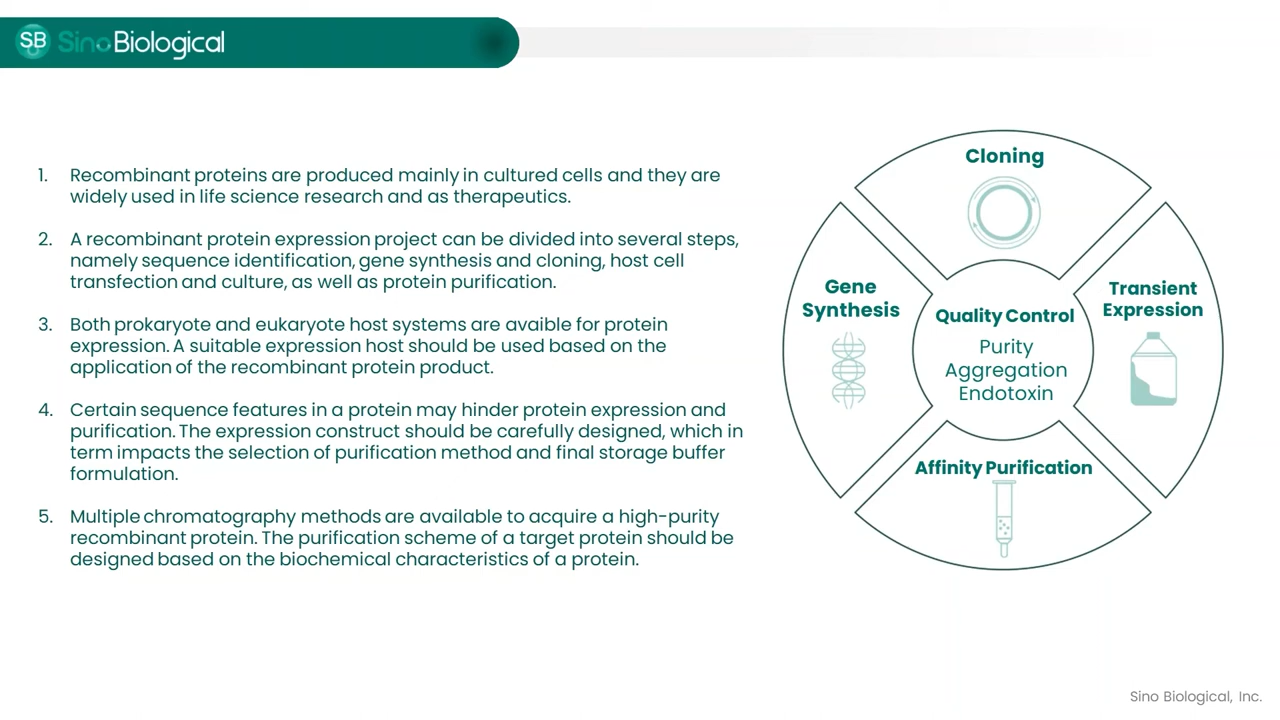 SB SinoBiological
1. Recombinant proteins are produced mainly in cultured cells and they are
widely used in life science research and as therapeutics.
2. A recombinant protein expression project can be divided into several steps,
namely sequence identification, gene synthesis and cloning, host cell
transfection and culture, as well as protein purification.
3. Both prokaryote and eukaryote host systems are avaible for protein
expression. A suitable expression host should be used based on the
application of the recombinant protein product.
4. Certain sequence features in a protein may hinder protein expression and
purification. The expression construct should be carefully designed, which in
term impacts the selection of purification method and final storage buffer
formulation.
5. Multiple chromatography methods are available to acquire a high-purity
recombinant protein. The purification scheme of a target protein should be
designed based on the biochemical characteristics of a protein.
Cloning
Gene
Synthesis
Transient
Expression
Quality Control
Purity
Aggregation
Endotoxin
Affinity Purification
Sino Biological, Inc.